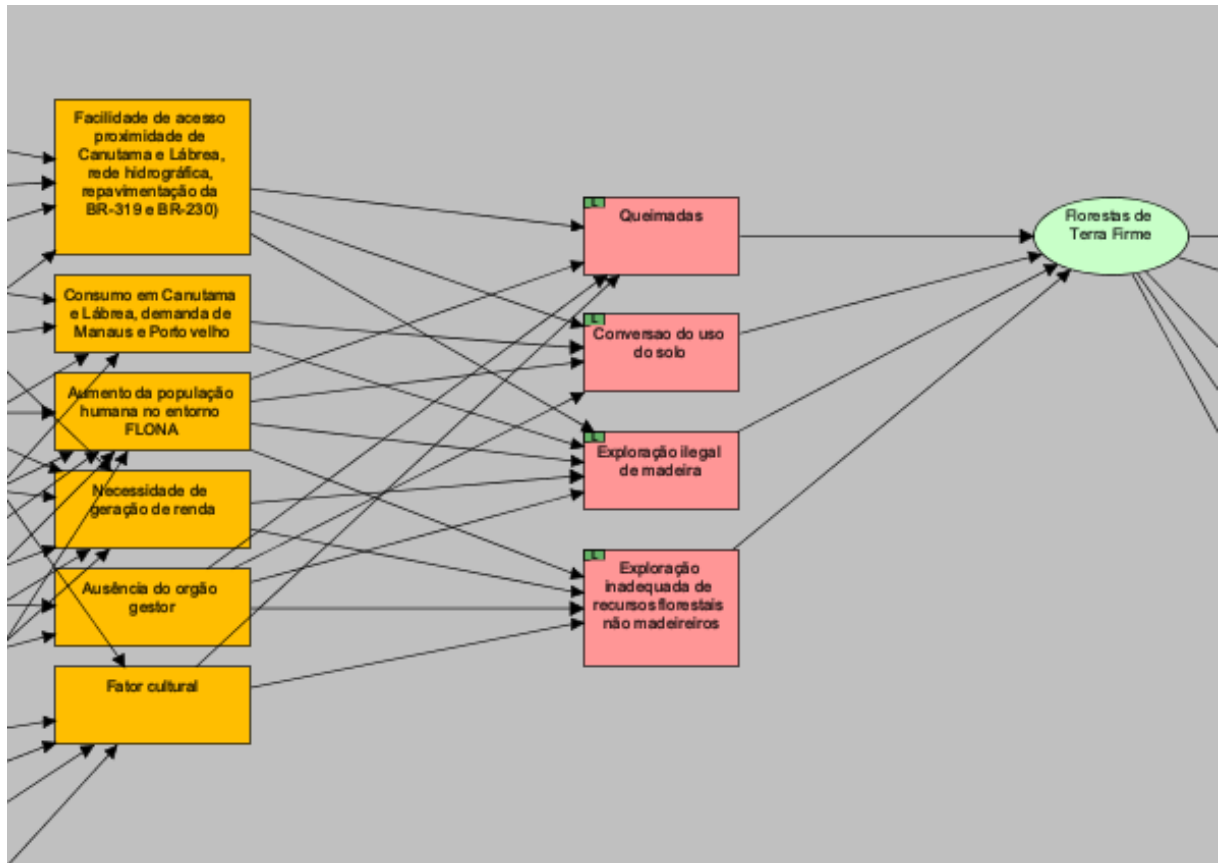 Facilidade de acesso
proximidade de
Canutama e Lábrea,
rede hidrográfica,
repavimentação da
BR-319 e BR-230)
Consumo em Canutama
e Lábrea, demanda de
Manaus e Porto velho
Aumento da população
humana no entorno
FLONA
Necessidade de
geração de renda
Ausência do orgão
gestor
Fator cultural
L
Queimadas
L
Conversao do uso
do solo
L
Exploração ilegal
de madeira
L
Exploração
inadequada de
recursos florestais
não madeireiros
Florestas de
Terra Firme